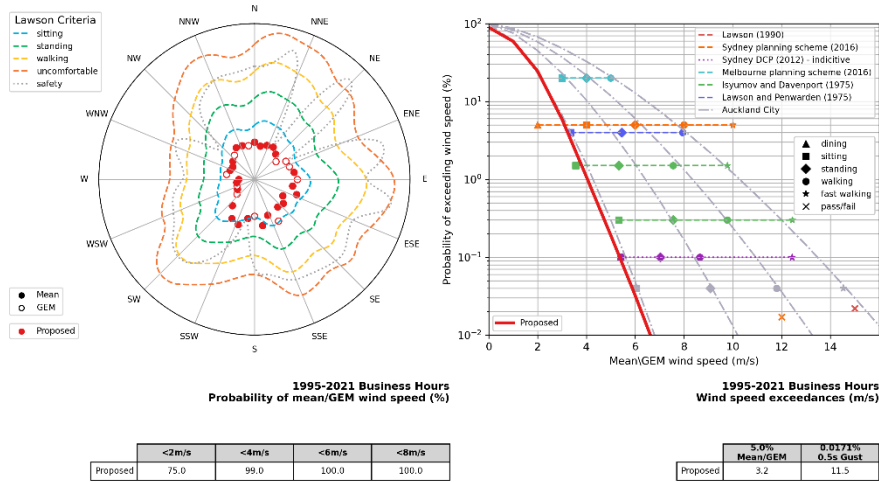 Lawson Criteria
sitting
standing
walking
uncomfortable
safety
N
NNE
NE
ENE
E
ESE
SE
SSE
S
SSW
SW
WSW
W
WNW
NW
NNW
Mean
GEM
Proposed
1995-2021 Business Hours
Probability of mean/GEM wind speed (%)
<2m/s <4m/s <6m/s <8m/s
Proposed 75.0 99.0 100.0 100.0
Probability of exceeding wind speed (%)
10²
10¹
10⁰
10⁻¹
10⁻²
0 2 4 6 8 10 12 14
Mean\GEM wind speed (m/s)
Lawson (1990)
Sydney planning scheme (2016)
Sydney DCP (2012) - indicitive
Melbourne planning scheme (2016)
Isyumov and Davenport (1975)
Lawson and Penwarden (1975)
Auckland City
dining
sitting
standing
walking
fast walking
pass/fail
Proposed
1995-2021 Business Hours
Wind speed exceedances (m/s)
5.0% 0.0171%
Mean/GEM 0.5s Gust
Proposed 3.2 11.5